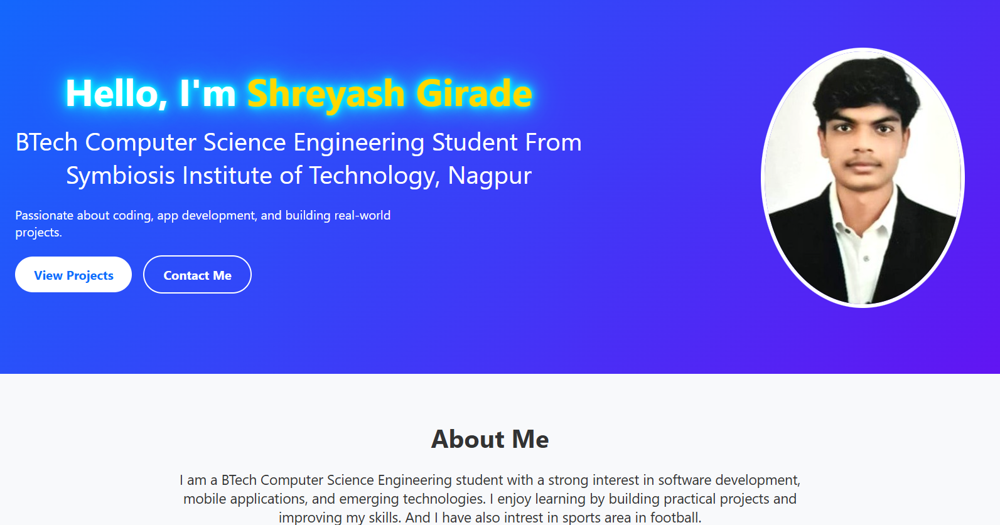 Hello, I'm Shreyash Girade
BTech Computer Science Engineering Student From
Symbiosis Institute of Technology, Nagpur
Passionate about coding, app development, and building real-world
projects.
View Projects
Contact Me
About Me
I am a BTech Computer Science Engineering student with a strong interest in software development,
mobile applications, and emerging technologies. I enjoy learning by building practical projects and
improving my skills. And I have also intrest in sports area in football.